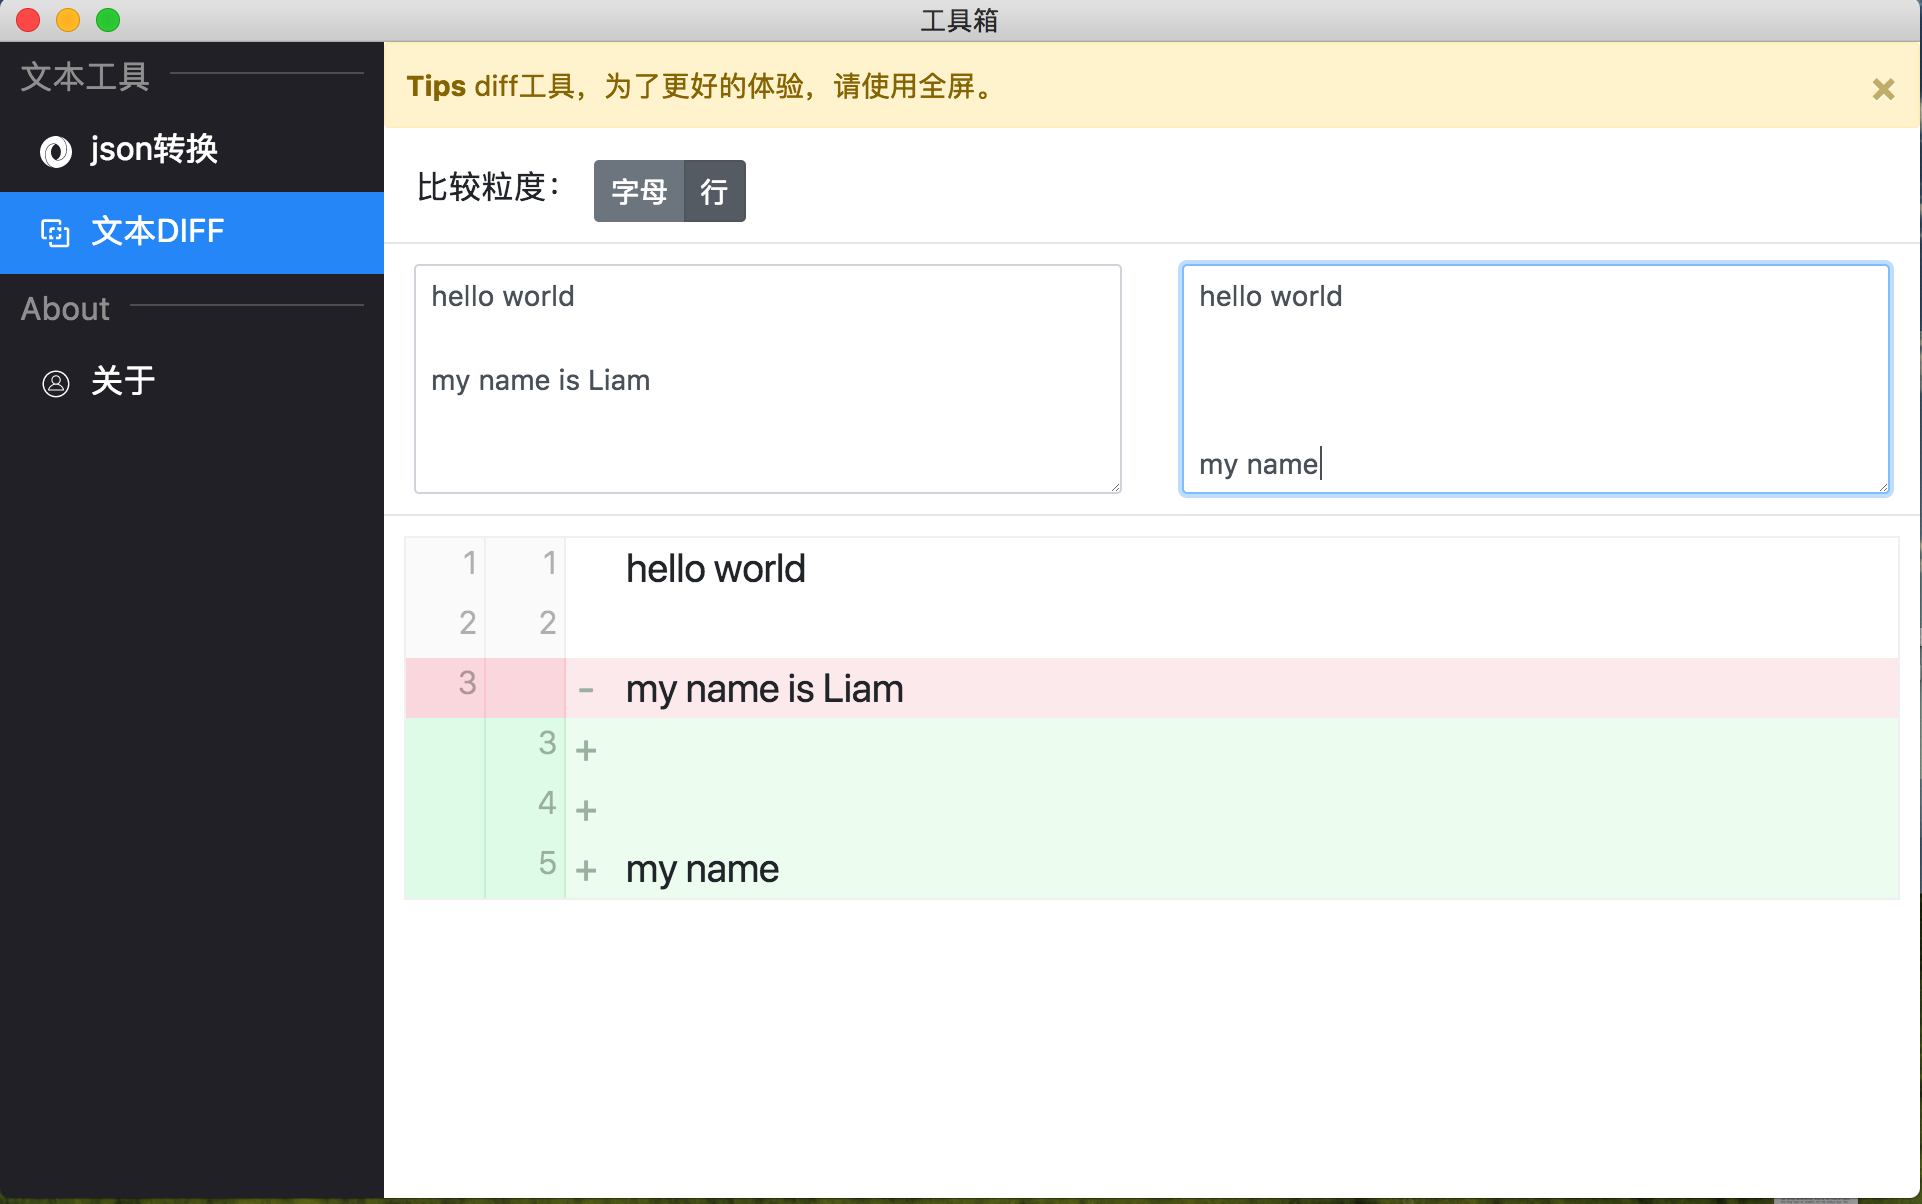 工具箱
文本工具
json转换
文本DIFF
About
关于
Tips diff工具，为了更好的体验，请使用全屏。
×
比较粒度： 字母 行
hello world
my name is Liam
hello world
my name
1 1 hello world
2 2
3 - my name is Liam
3 +
4 +
5 + my name